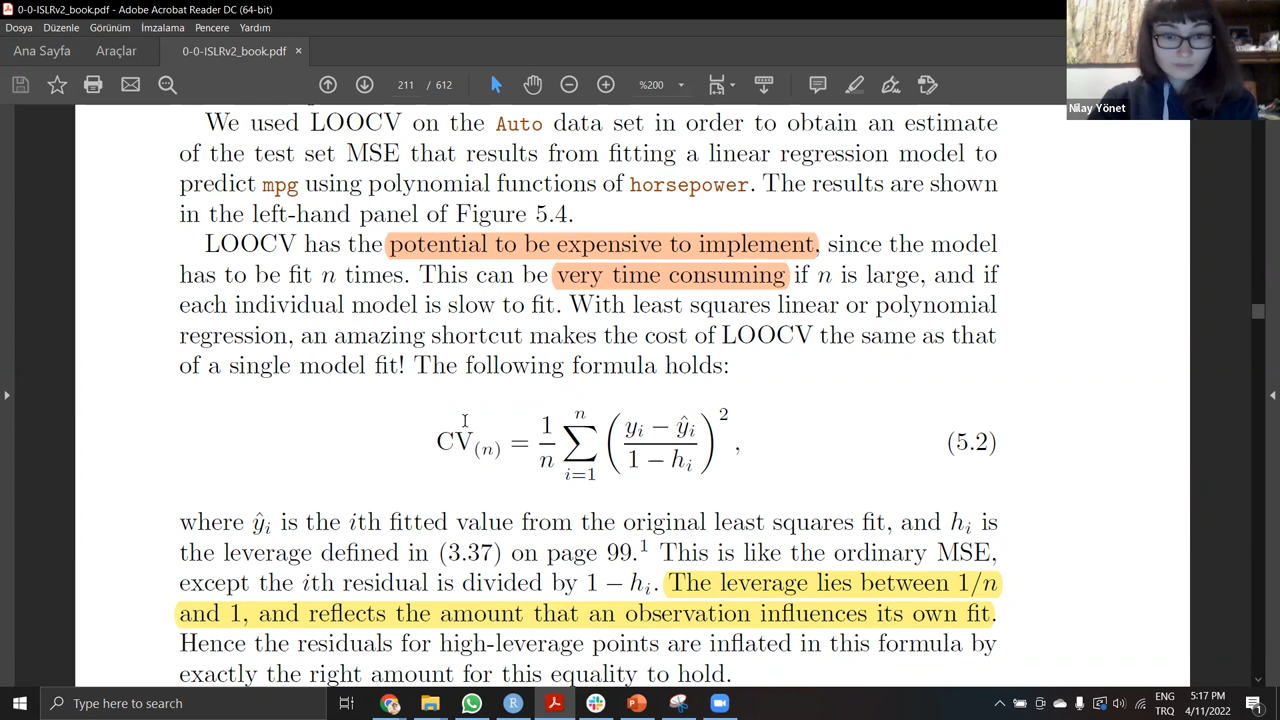 0-0-ISLRv2_book.pdf - Adobe Acrobat Reader DC (64-bit)
Dosya Düzenle Görünüm İmzalama Pencere Yardım
Ana Sayfa Araçlar 0-0-ISLRv2_book.pdf ×
211 / 612 %200
Nilay Yönet
We used LOOCV on the Auto data set in order to obtain an estimate
of the test set MSE that results from fitting a linear regression model to
predict mpg using polynomial functions of horsepower. The results are shown
in the left-hand panel of Figure 5.4.
LOOCV has the potential to be expensive to implement, since the model
has to be fit n times. This can be very time consuming if n is large, and if
each individual model is slow to fit. With least squares linear or polynomial
regression, an amazing shortcut makes the cost of LOOCV the same as that
of a single model fit! The following formula holds:
CV₍ₙ₎ = 1/n ∑ᵢ₌₁ⁿ ((yᵢ − ŷᵢ)/(1 − hᵢ))², (5.2)
where ŷᵢ is the ith fitted value from the original least squares fit, and hᵢ is
the leverage defined in (3.37) on page 99.¹ This is like the ordinary MSE,
except the ith residual is divided by 1 − hᵢ. The leverage lies between 1/n
and 1, and reflects the amount that an observation influences its own fit.
Hence the residuals for high-leverage points are inflated in this formula by
exactly the right amount for this equality to hold.
Type here to search
ENG 5:17 PM
TRQ 4/11/2022